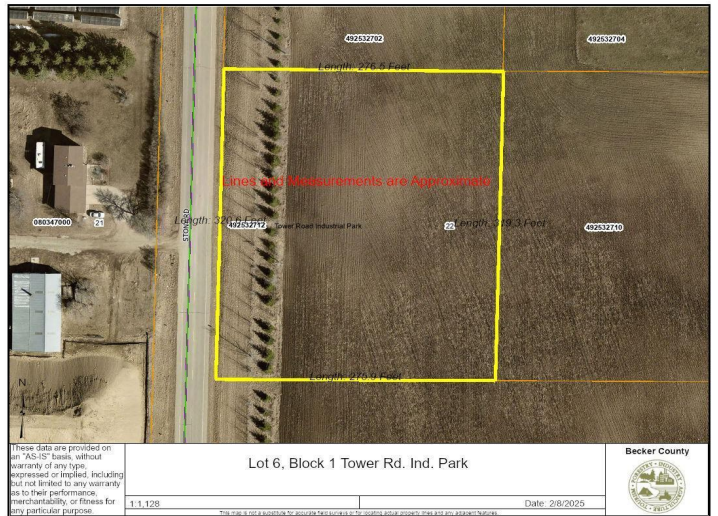 492532702
492532704
Length: 276.5 Feet
Lines and Measurements are Approximate
080347000
21
Length: 320.6 Feet
STONY RD
492532712
Tower Road Industrial Park
22
Length: 319.3 Feet
492532710
Length: 275.9 Feet
N
These data are provided on
an "AS-IS" basis, without
warranty of any type,
expressed or implied, including
but not limited to any warranty
as to their performance,
merchantability, or fitness for
any particular purpose.
Lot 6, Block 1 Tower Rd. Ind. Park
1:1,128
Date: 2/8/2025
This map is not a substitute for accurate field surveys or for locating actual property lines and any adjacent features.
Becker County